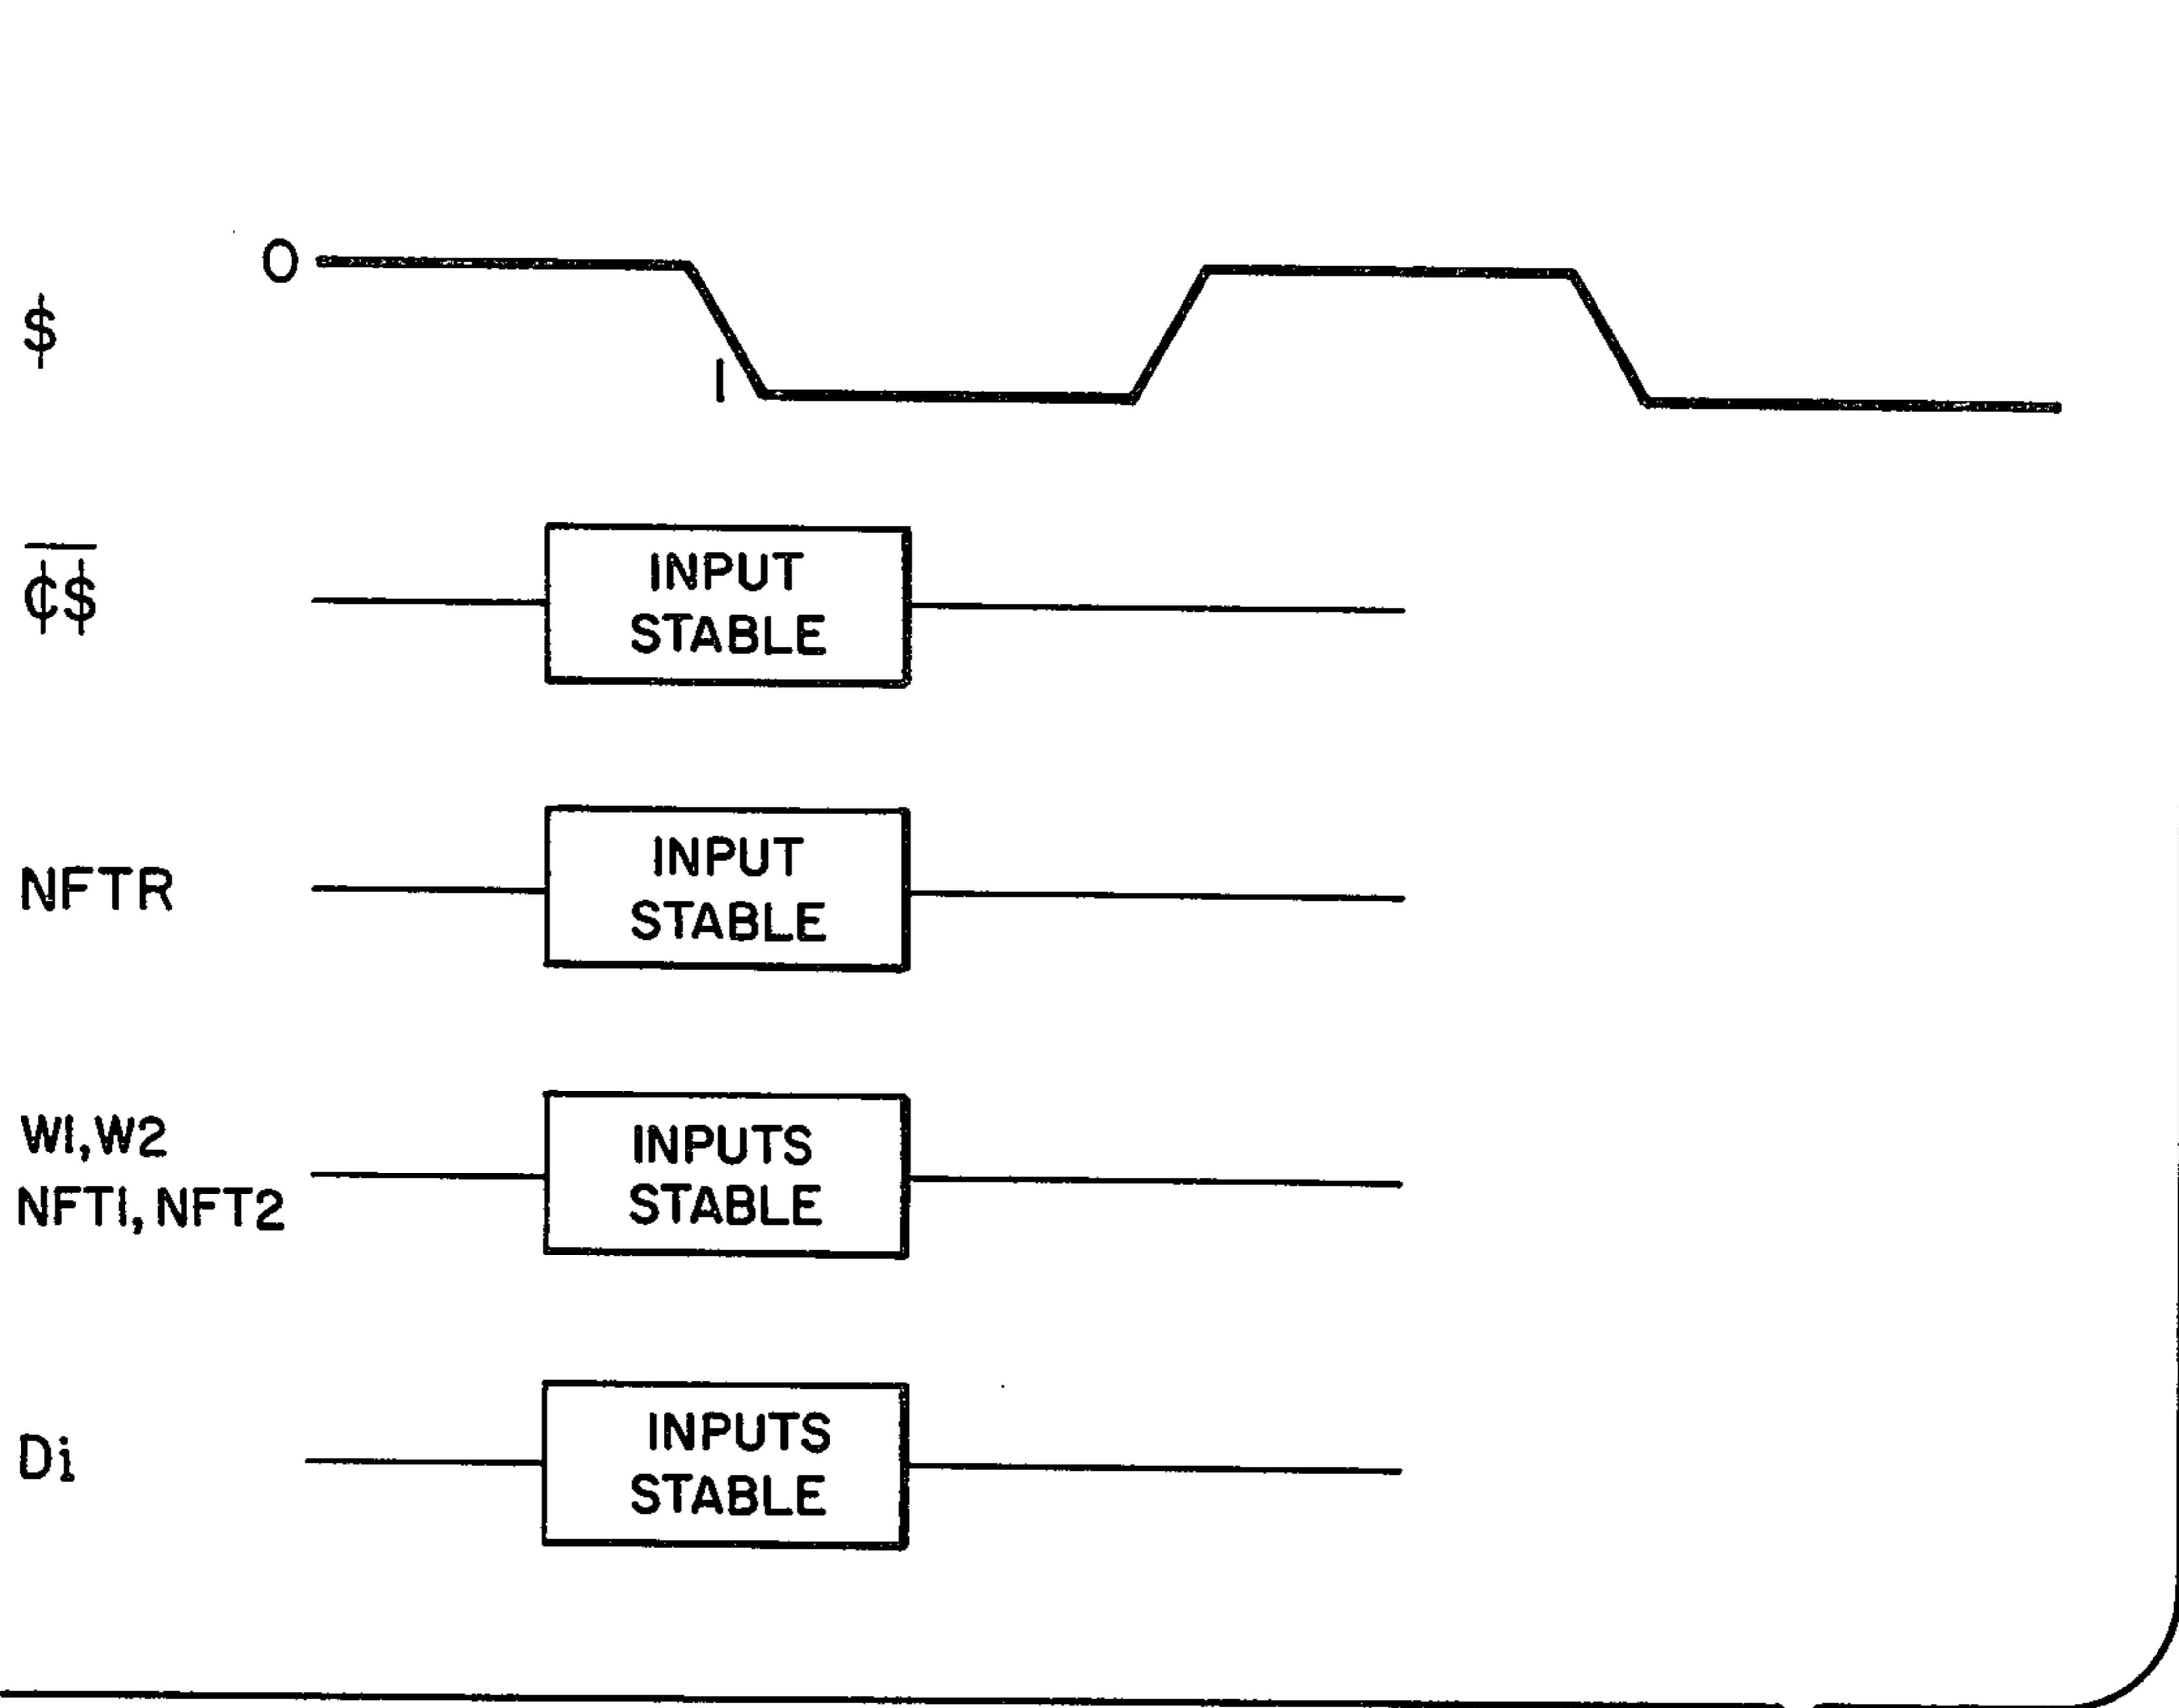 0
$
1
C̅$̅
INPUT
STABLE
NFTR
INPUT
STABLE
W1,W2
NFT1, NFT2
INPUTS
STABLE
Di
INPUTS
STABLE